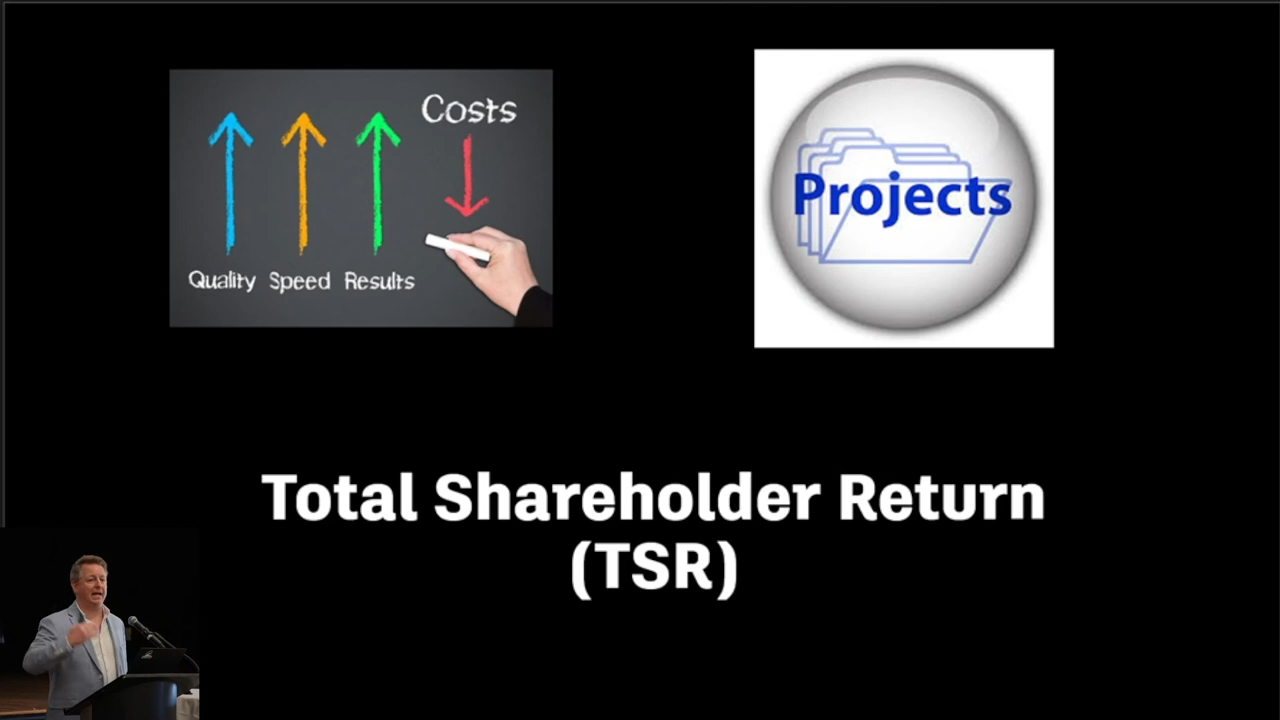 Costs
Quality Speed Results
Projects
Total Shareholder Return
(TSR)